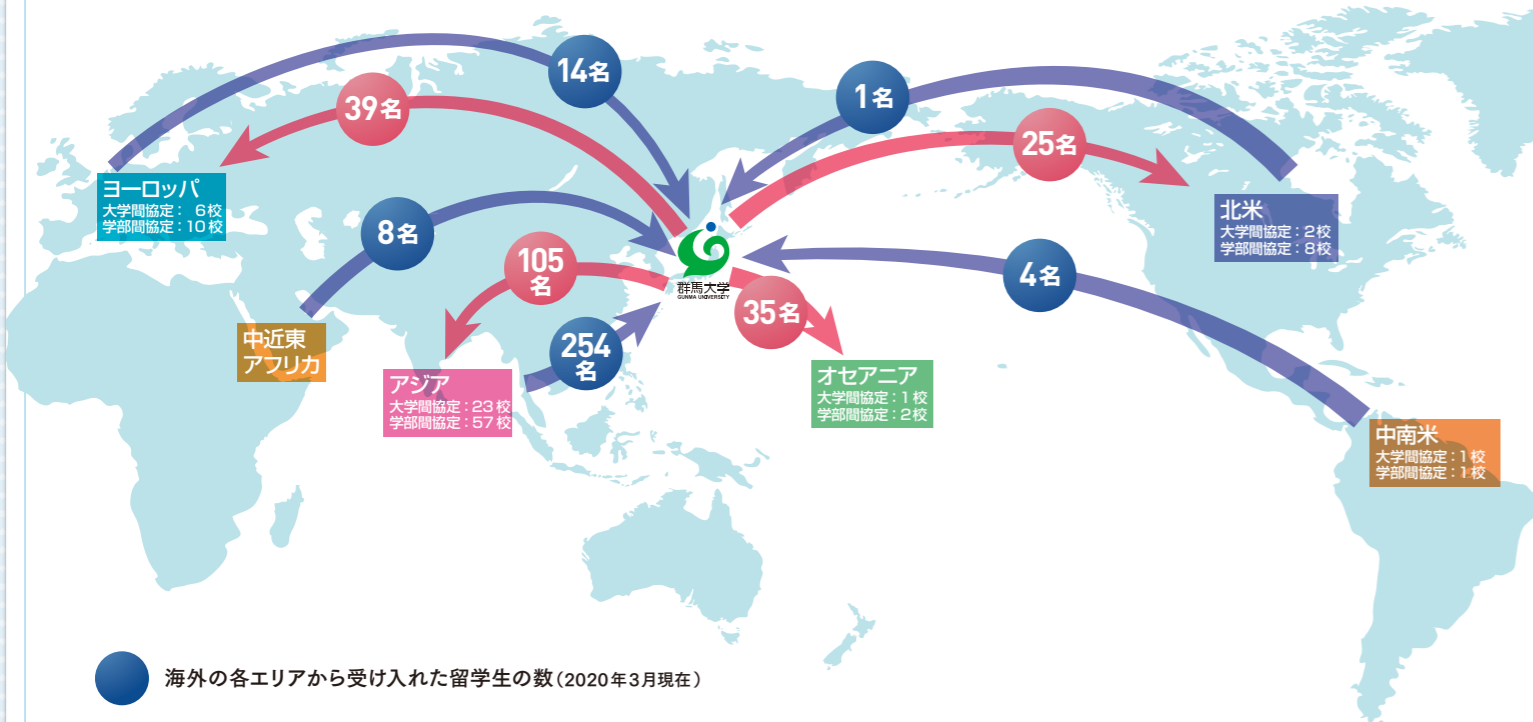 14名
39名
1名
25名
ヨーロッパ
大学間協定： 6校
学部間協定：10校
8名
105
名
254
名
群馬大学
GUNMA UNIVERSITY
35名
4名
北米
大学間協定：2校
学部間協定：8校
中近東
アフリカ
アジア
大学間協定：23校
学部間協定：57校
オセアニア
大学間協定：1校
学部間協定：2校
中南米
大学間協定：1校
学部間協定：1校
海外の各エリアから受け入れた留学生の数（2020年3月現在）